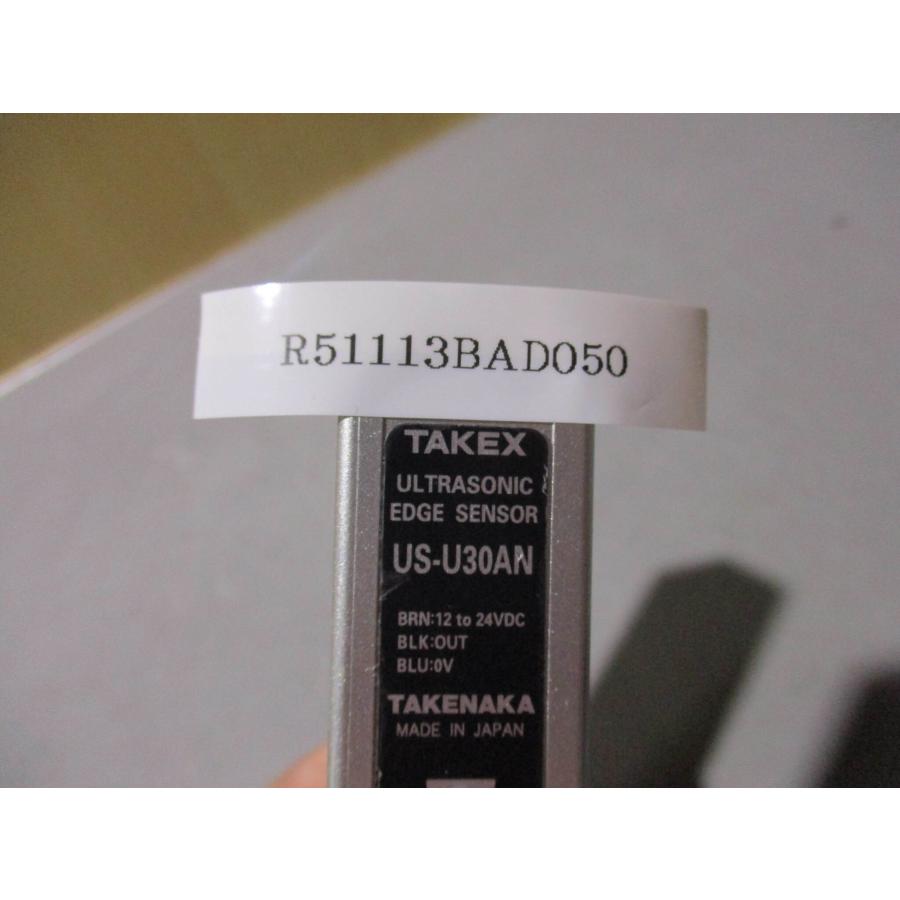 R51113BAD050
TAKEX
ULTRASONIC
EDGE SENSOR
US-U30AN
BRN:12 to 24VDC
BLK:OUT
BLU:0V
TAKENAKA
MADE IN JAPAN